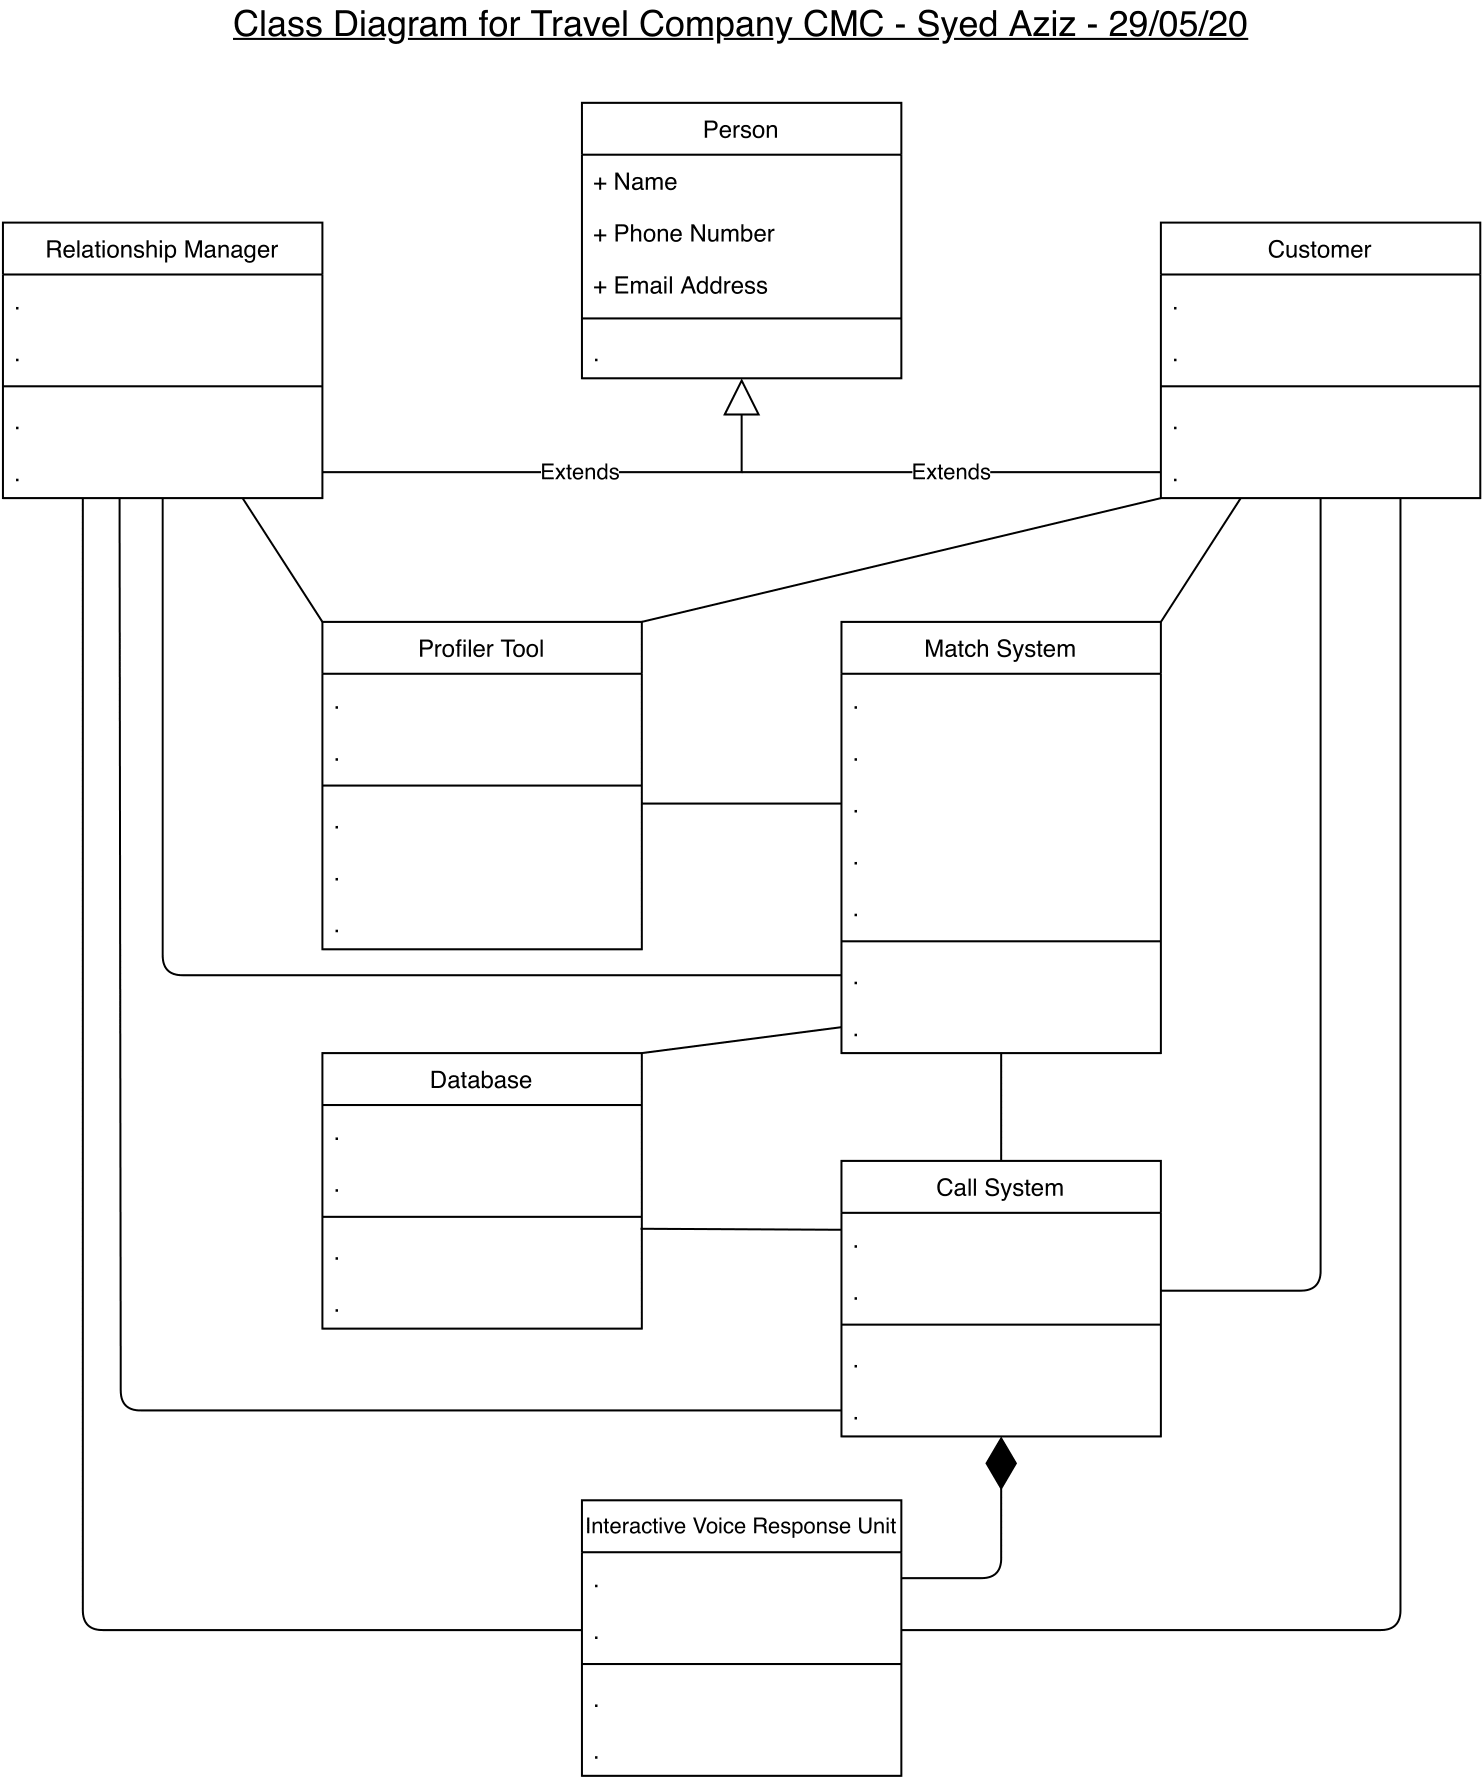 Class Diagram for Travel Company CMC - Syed Aziz - 29/05/20
Person
+ Name
+ Phone Number
+ Email Address
.
Relationship Manager
.
.
.
.
Customer
.
.
.
.
Extends
Extends
Profiler Tool
.
.
.
.
.
Match System
.
.
.
.
.
.
.
Database
.
.
.
.
Call System
.
.
.
.
Interactive Voice Response Unit
.
.
.
.